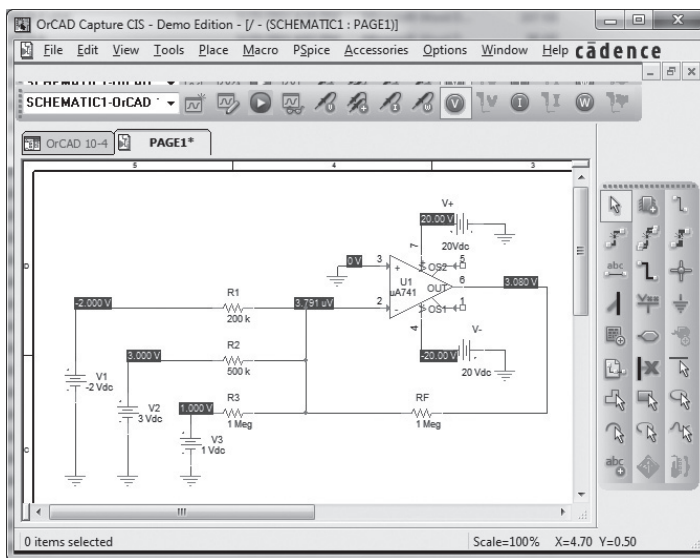 OrCAD Capture CIS - Demo Edition - [/ - (SCHEMATIC1 : PAGE1)]
File Edit View Tools Place Macro PSpice Accessories Options Window Help cādence
SCHEMATIC1-OrCAD
OrCAD 10-4 PAGE1*
5 4 3
V+
20.00 V
20Vdc
7
0 V 3 + OS2 5
U1 6
uA741 OUT 3.080 V
-2.000 V R1 3.791 uV 2 - OS1 1
200 k
4 V-
R2
3.000 V -20.00 V
500 k 20 Vdc
V1
-2 Vdc
V2 1.000 V R3 RF
3 Vdc 1 Meg 1 Meg
V3
1 Vdc
0 items selected Scale=100% X=4.70 Y=0.50
abc
abc